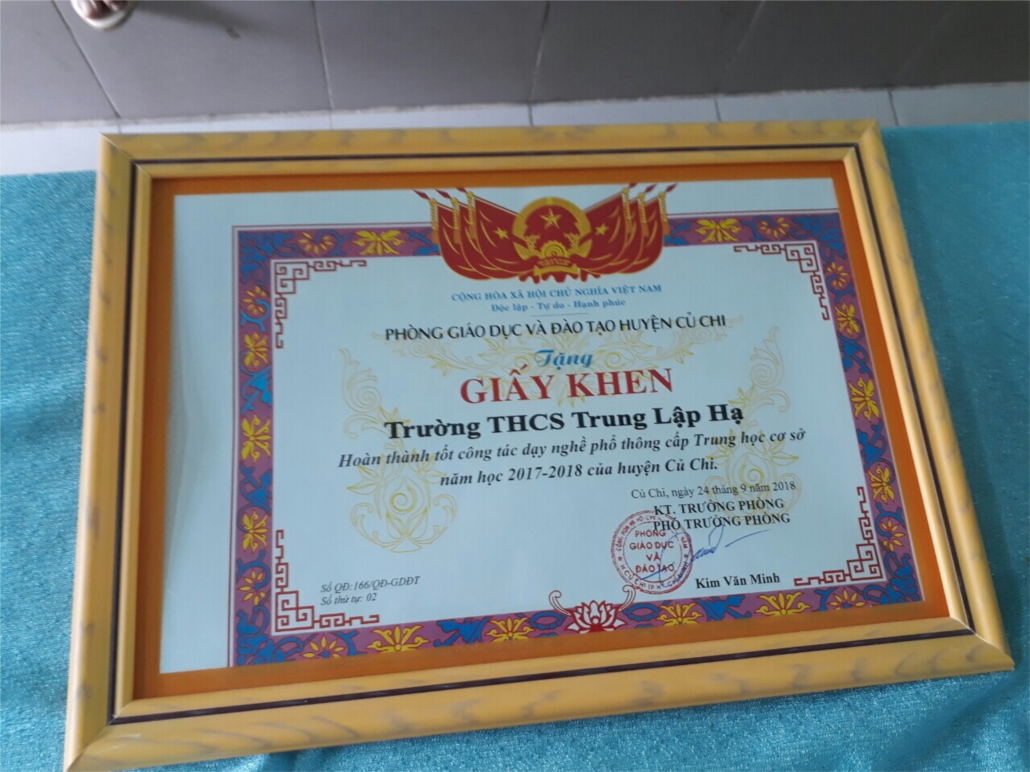 CỘNG HÒA XÃ HỘI CHỦ NGHĨA VIỆT NAM
Độc lập - Tự do - Hạnh phúc
PHÒNG GIÁO DỤC VÀ ĐÀO TẠO HUYỆN CỦ CHI
Tặng
GIẤY KHEN
Trường THCS Trung Lập Hạ
Hoàn thành tốt công tác dạy nghề phổ thông cấp Trung học cơ sở
năm học 2017-2018 của huyện Củ Chi.
Củ Chi, ngày 24 tháng 9 năm 2018
KT. TRƯỞNG PHÒNG
PHÓ TRƯỞNG PHÒNG
PHÒNG
GIÁO DỤC
VÀ
ĐÀO TẠO
Kim Văn Minh
Số QĐ: 166/QĐ-GDĐT
Số thứ tự: 02